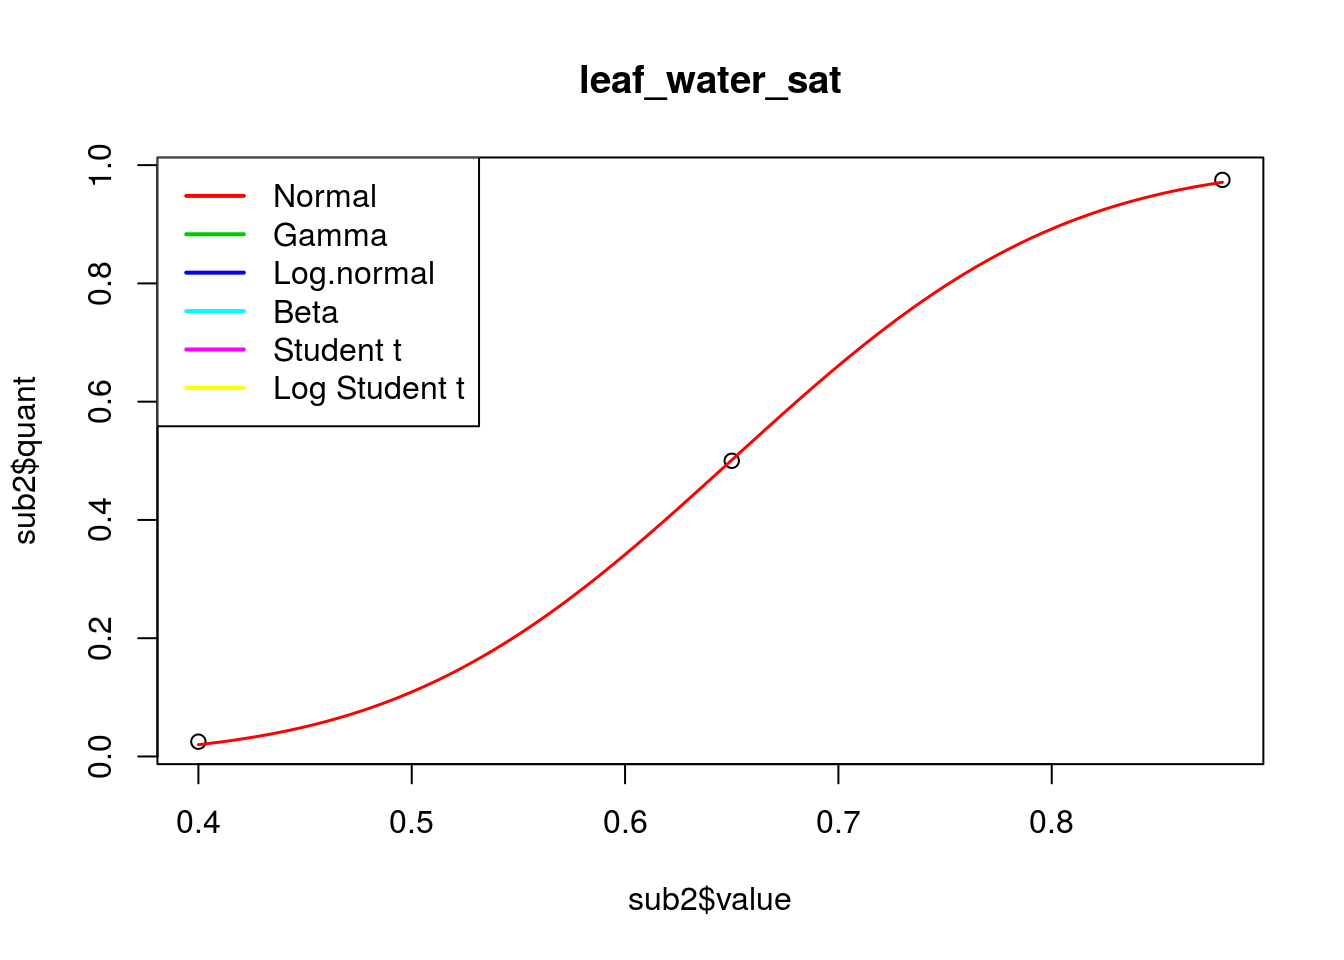 leaf_water_sat
Normal
Gamma
Log.normal
Beta
Student t
Log Student t
sub2$quant
1.0
0.8
0.6
0.4
0.2
0.0
0.4 0.5 0.6 0.7 0.8
sub2$value